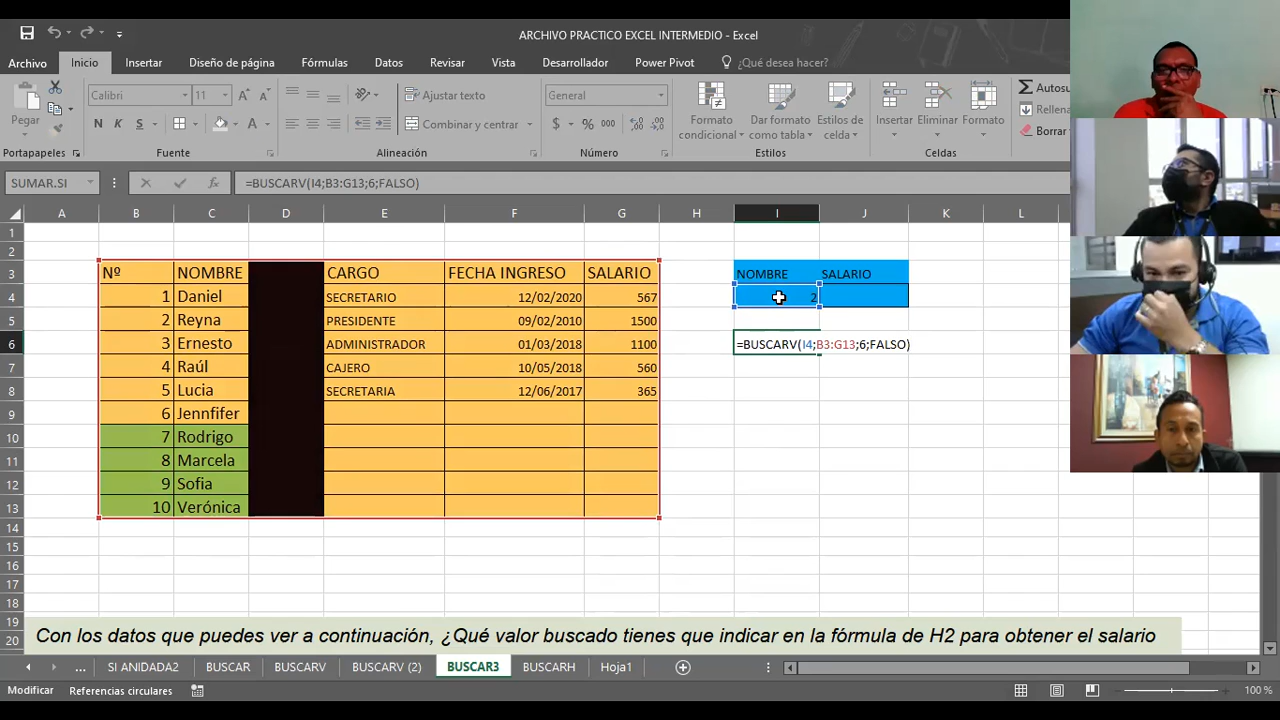 ARCHIVO PRACTICO EXCEL INTERMEDIO - Excel
Archivo Inicio Insertar Diseño de página Fórmulas Datos Revisar Vista Desarrollador Power Pivot ¿Qué desea hacer?
Calibri 11 Ajustar texto General Autosu
Pegar N K S Combinar y centrar $ % 000 Formato condicional Dar formato como tabla Estilos de celda Insertar Eliminar Formato Rellena
Borrar
Portapapeles Fuente Alineación Número Estilos Celdas
SUMAR.SI fx =BUSCARV(I4;B3:G13;6;FALSO)
A B C D E F G H I J K L
1
2
3 Nº NOMBRE CARGO FECHA INGRESO SALARIO NOMBRE SALARIO
4 1 Daniel SECRETARIO 12/02/2020 567 2
5 2 Reyna PRESIDENTE 09/02/2010 1500
6 3 Ernesto ADMINISTRADOR 01/03/2018 1100 =BUSCARV(I4;B3:G13;6;FALSO)
7 4 Raúl CAJERO 10/05/2018 560
8 5 Lucia SECRETARIA 12/06/2017 365
9 6 Jennfifer
10 7 Rodrigo
11 8 Marcela
12 9 Sofia
13 10 Verónica
14
15
16
17
18
19
20 Con los datos que puedes ver a continuación, ¿Qué valor buscado tienes que indicar en la fórmula de H2 para obtener el salario
... SI ANIDADA2 BUSCAR BUSCARV BUSCARV (2) BUSCAR3 BUSCARH Hoja1
Modificar Referencias circulares 100 %